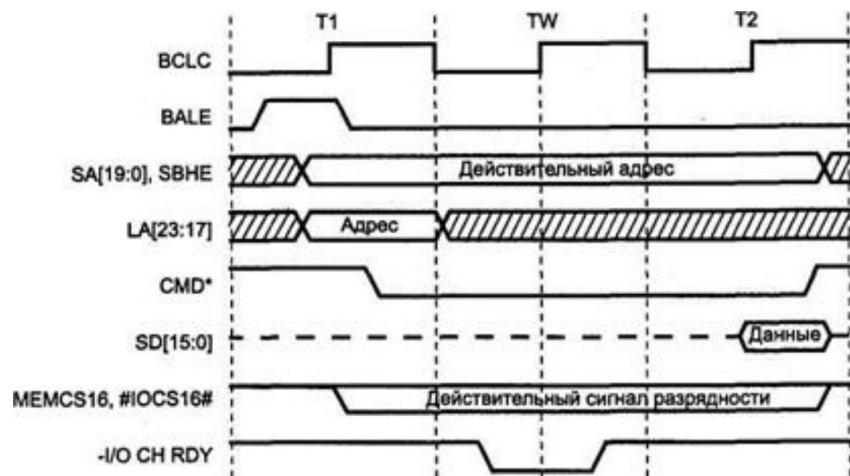 T1 TW T2
BCLC
BALE
SA[19:0], SBHE Действительный адрес
LA[23:17] Адрес
CMD*
SD[15:0] Данные
MEMCS16, #IOCS16# Действительный сигнал разрядности
-I/O CH RDY